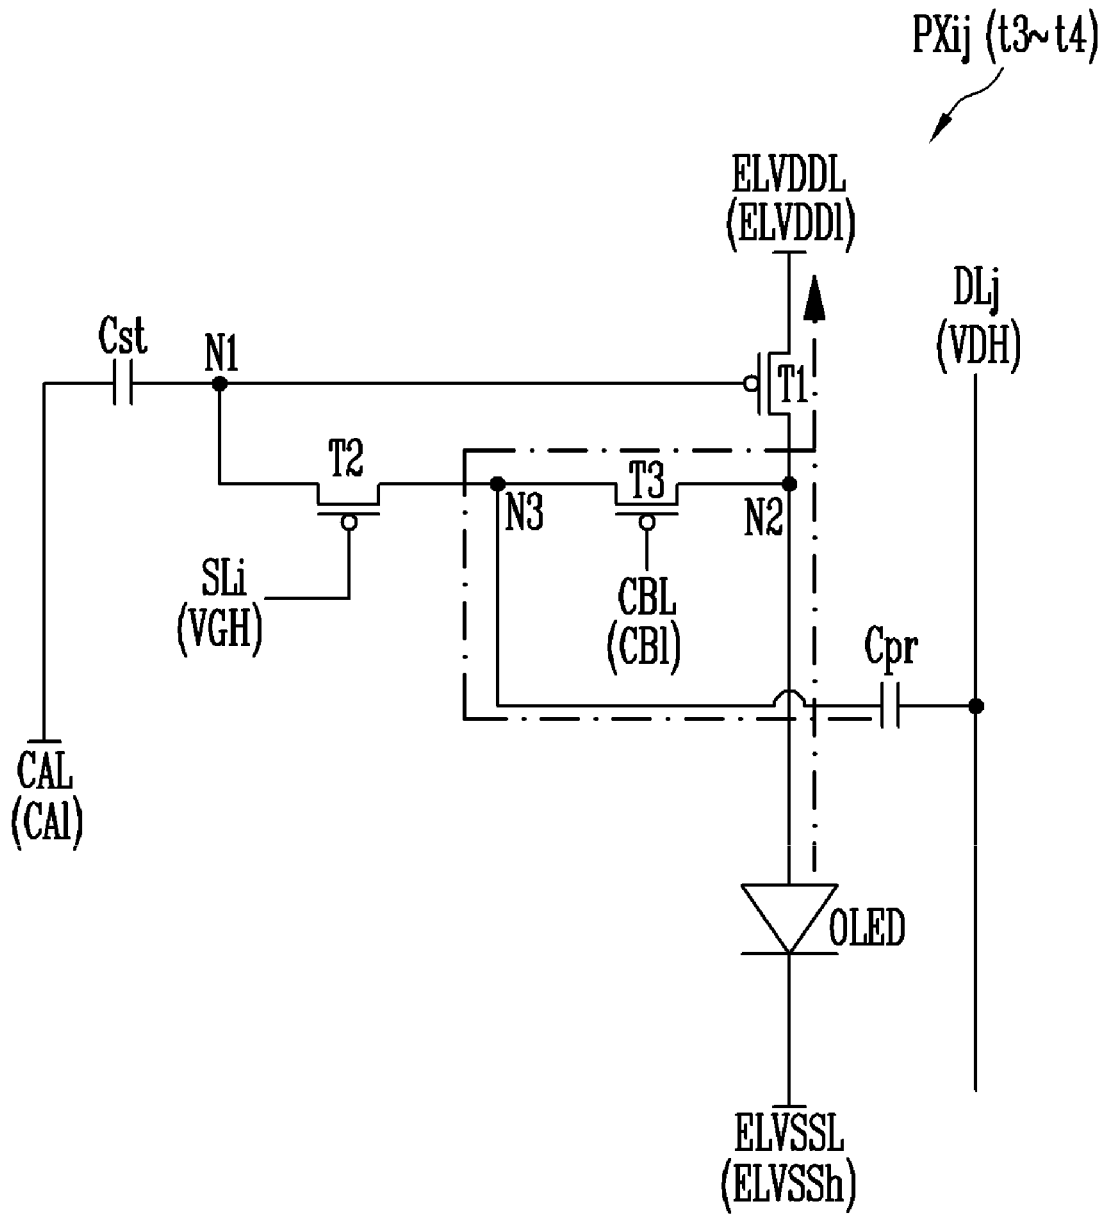 PXij (t3~t4)
ELVDDL
(ELVDDl)
DLj
(VDH)
Cst
N1
T1
T2
T3
N3
N2
SLi
(VGH)
CBL
(CBl)
Cpr
CAL
(CAl)
OLED
ELVSSL
(ELVSSh)